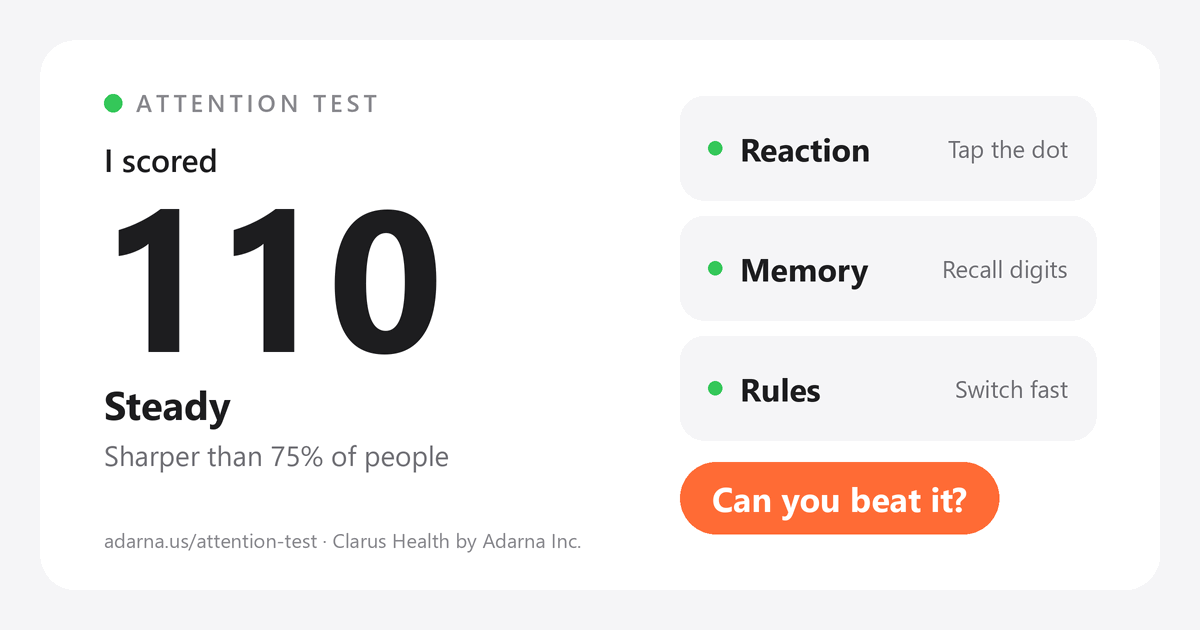 ATTENTION TEST
I scored
110
Steady
Sharper than 75% of people
adarna.us/attention-test · Clarus Health by Adarna Inc.
Reaction Tap the dot
Memory Recall digits
Rules Switch fast
Can you beat it?